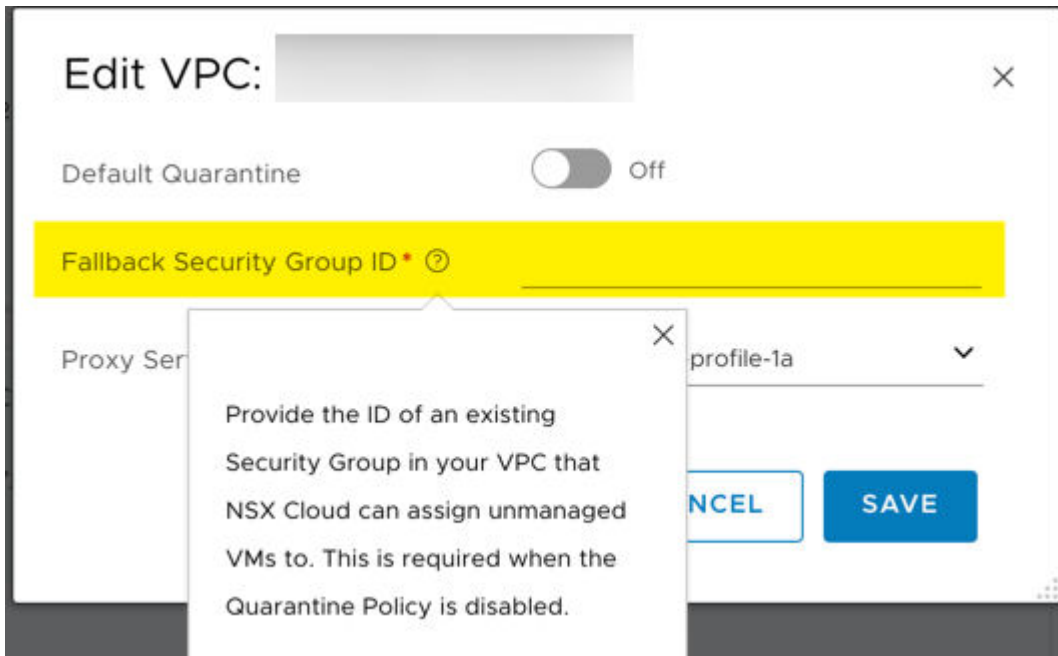 Edit VPC:
Default Quarantine Off
Fallback Security Group ID*
Proxy Ser profile-1a
Provide the ID of an existing
Security Group in your VPC that
NSX Cloud can assign unmanaged
VMs to. This is required when the
Quarantine Policy is disabled.
NCEL SAVE